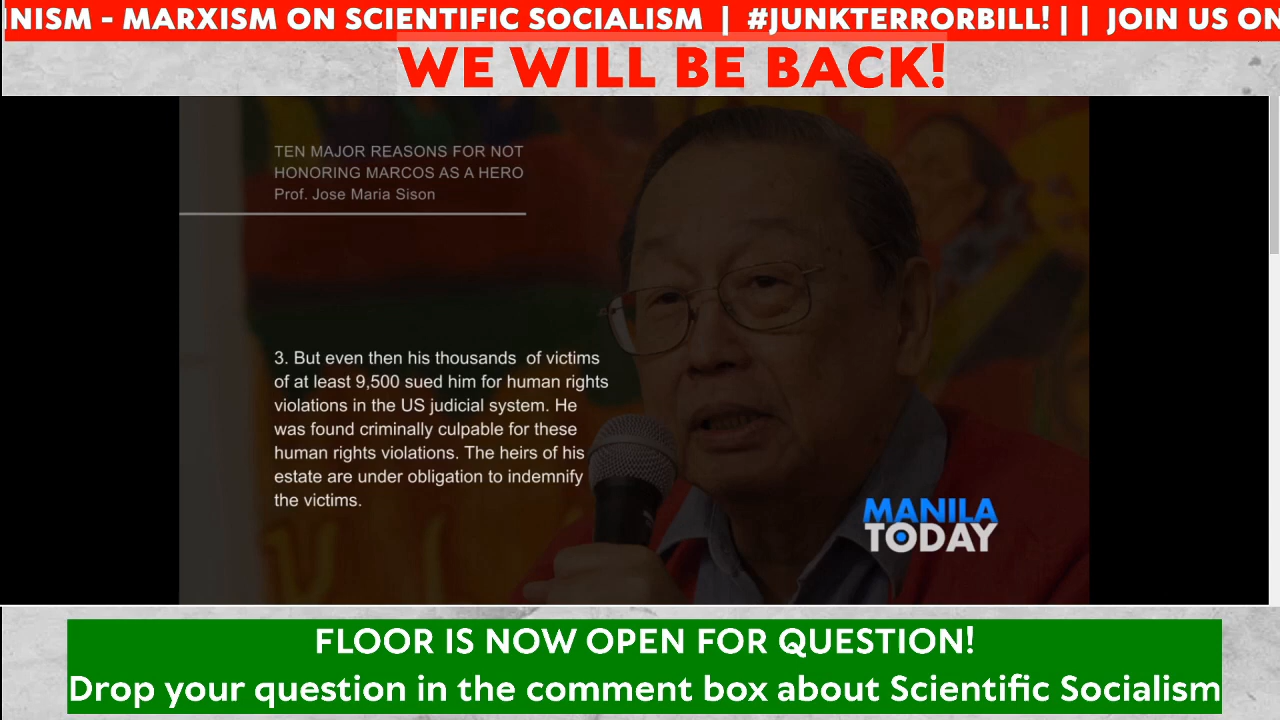 NISM - MARXISM ON SCIENTIFIC SOCIALISM | #JUNKTERRORBILL! || JOIN US ON
WE WILL BE BACK!
TEN MAJOR REASONS FOR NOT
HONORING MARCOS AS A HERO
Prof. Jose Maria Sison
3. But even then his thousands of victims
of at least 9,500 sued him for human rights
violations in the US judicial system. He
was found criminally culpable for these
human rights violations. The heirs of his
estate are under obligation to indemnify
the victims.
MANILA
TODAY
FLOOR IS NOW OPEN FOR QUESTION!
Drop your question in the comment box about Scientific Socialism